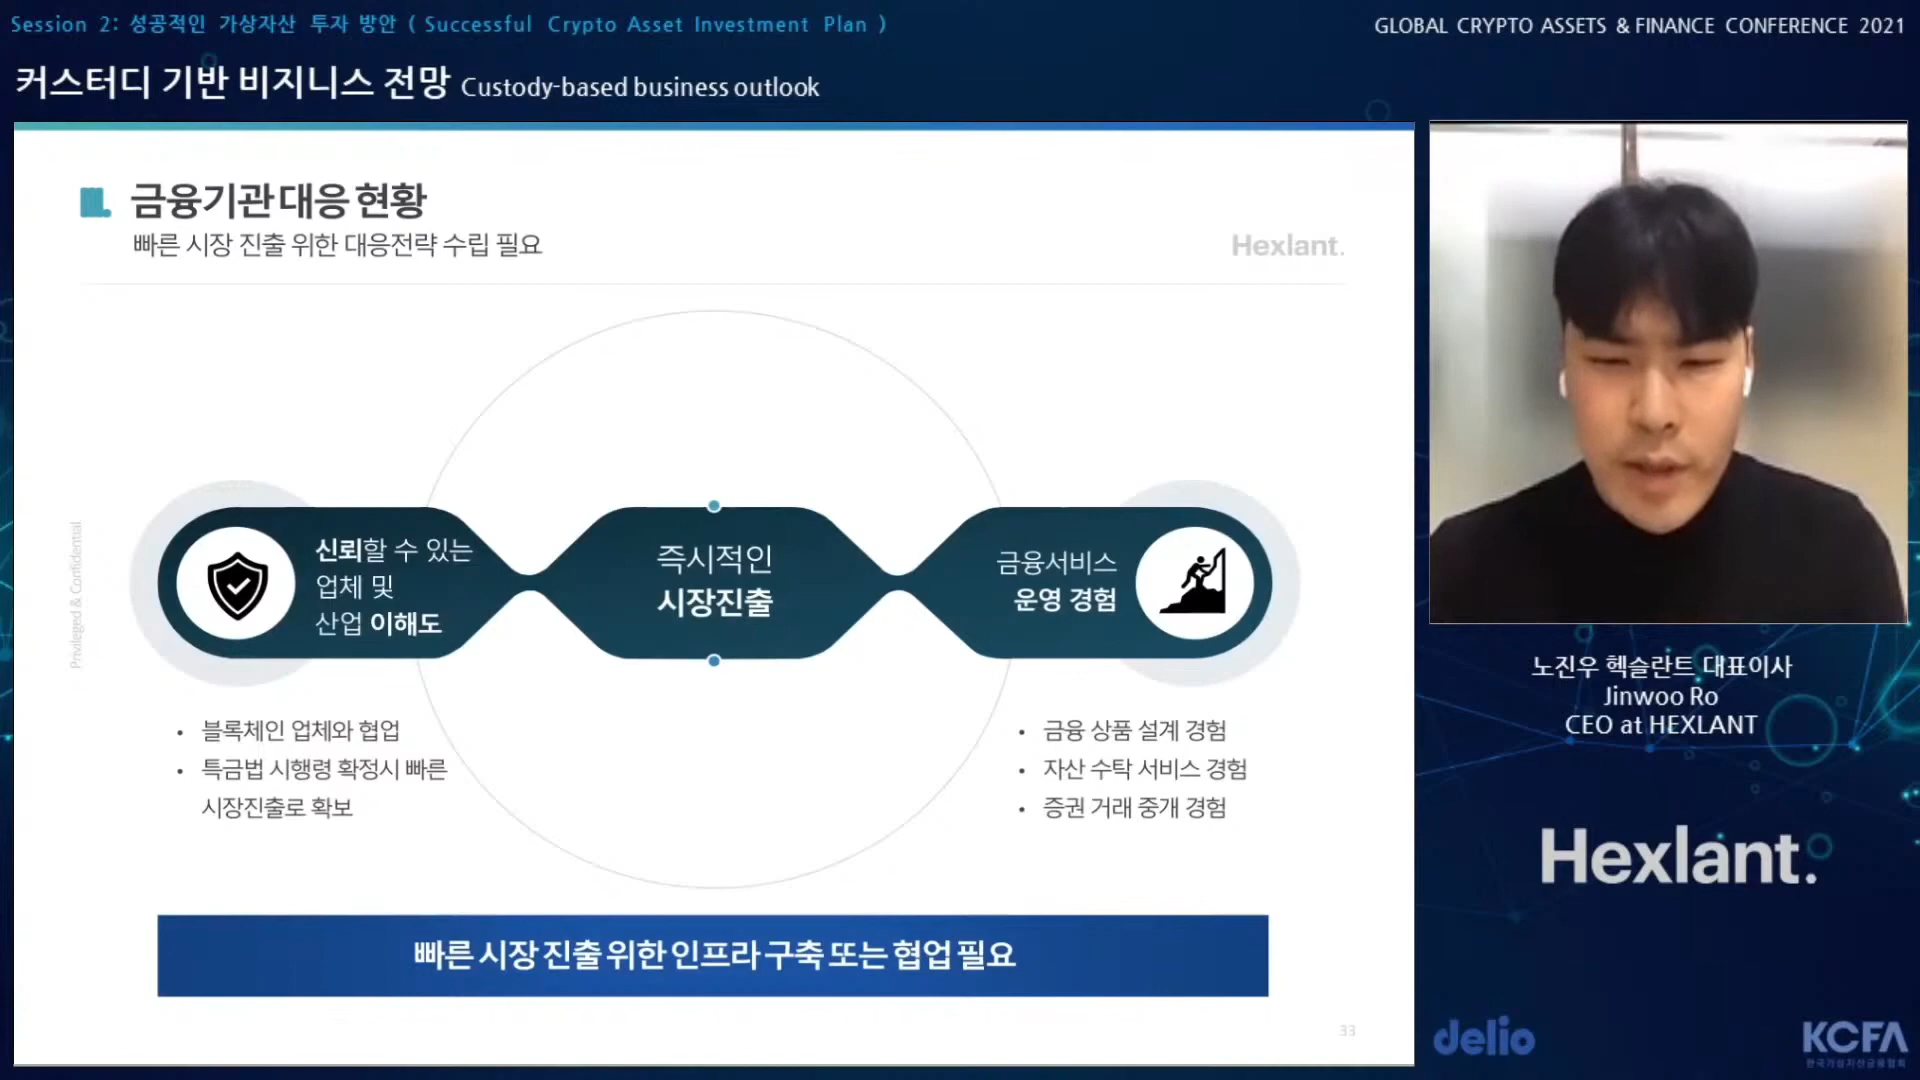 Session 2: 성공적인 가상자산 투자 방안 ( Successful Crypto Asset Investment Plan )
GLOBAL CRYPTO ASSETS & FINANCE CONFERENCE 2021
커스터디 기반 비지니스 전망 Custody-based business outlook
금융기관 대응 현황
빠른 시장 진출 위한 대응전략 수립 필요
Hexlant.
Privileged & Confidential
신뢰할 수 있는
업체 및
산업 이해도
즉시적인
시장진출
금융서비스
운영 경험
• 블록체인 업체와 협업
• 특금법 시행령 확정시 빠른
시장진출로 확보
• 금융 상품 설계 경험
• 자산 수탁 서비스 경험
• 증권 거래 중개 경험
빠른 시장 진출 위한 인프라 구축 또는 협업 필요
33
노진우 헥슬란트 대표이사
Jinwoo Ro
CEO at HEXLANT
Hexlant.
delio
KCFA
한국가상자산금융협회